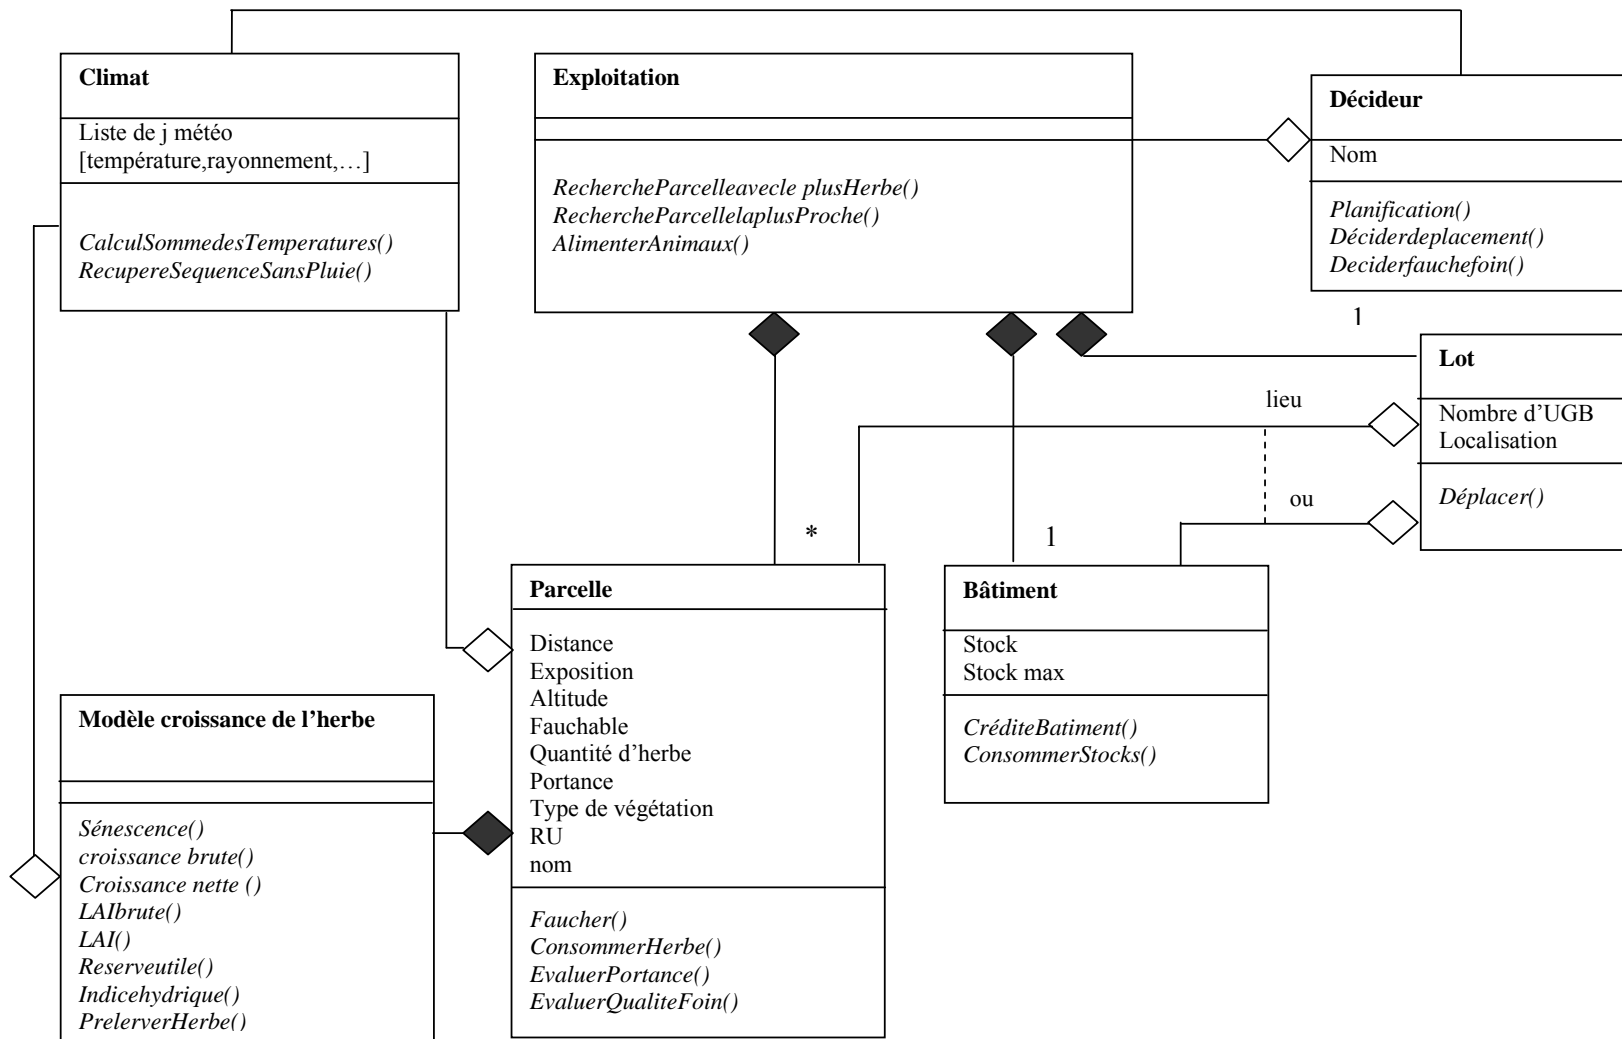 Climat
Liste de j météo
[température,rayonnement,…]
CalculSommedesTemperatures()
RecupereSequenceSansPluie()
Exploitation
RechercheParcelleavecle plusHerbe()
RechercheParcellelaplusProche()
AlimenterAnimaux()
Décideur
Nom
Planification()
Déciderdeplacement()
Deciderfauchefoin()
1
Lot
Nombre d’UGB
Localisation
Déplacer()
lieu
ou
*
1
Parcelle
Distance
Exposition
Altitude
Fauchable
Quantité d’herbe
Portance
Type de végétation
RU
nom
Faucher()
ConsommerHerbe()
EvaluerPortance()
EvaluerQualiteFoin()
Bâtiment
Stock
Stock max
CréditeBatiment()
ConsommerStocks()
Modèle croissance de l’herbe
Sénescence()
croissance brute()
Croissance nette ()
LAIbrute()
LAI()
Reserveutile()
Indicehydrique()
PreleverHerbe()